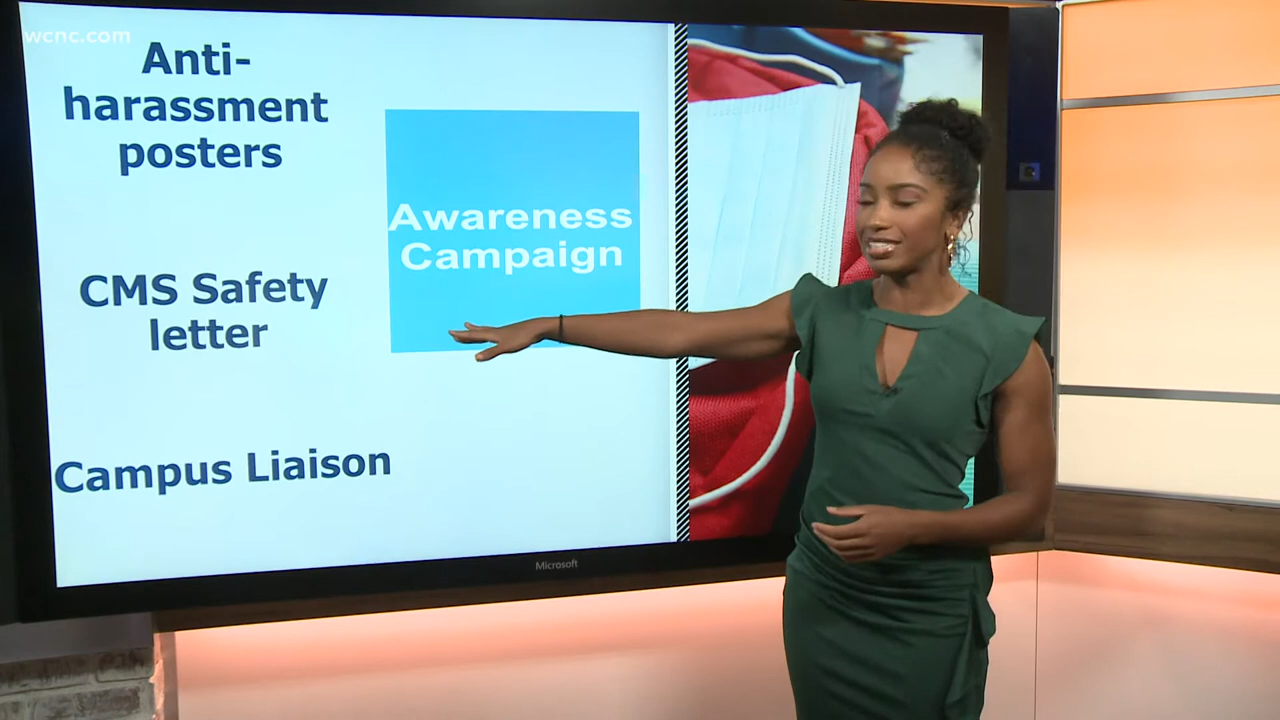 wcnc.com
Anti-
harassment
posters
Awareness
Campaign
CMS Safety
letter
Campus Liaison
Microsoft